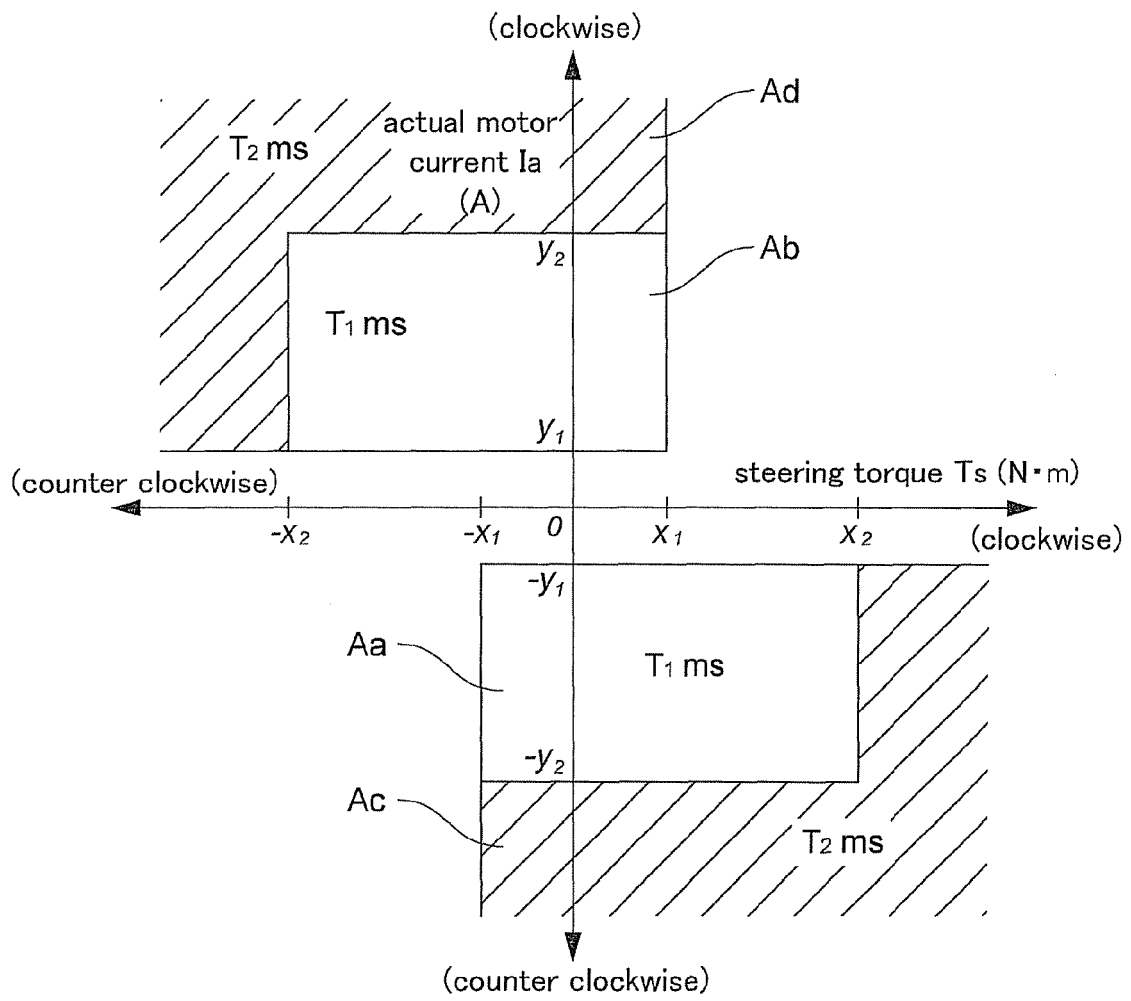 (clockwise)
Ad
actual motor
current Ia
(A)
T2 ms
y2
Ab
T1 ms
y1
(counter clockwise)
steering torque Ts (N・m)
-x2
-x1
0
x1
x2
(clockwise)
-y1
Aa
T1 ms
-y2
Ac
T2 ms
(counter clockwise)